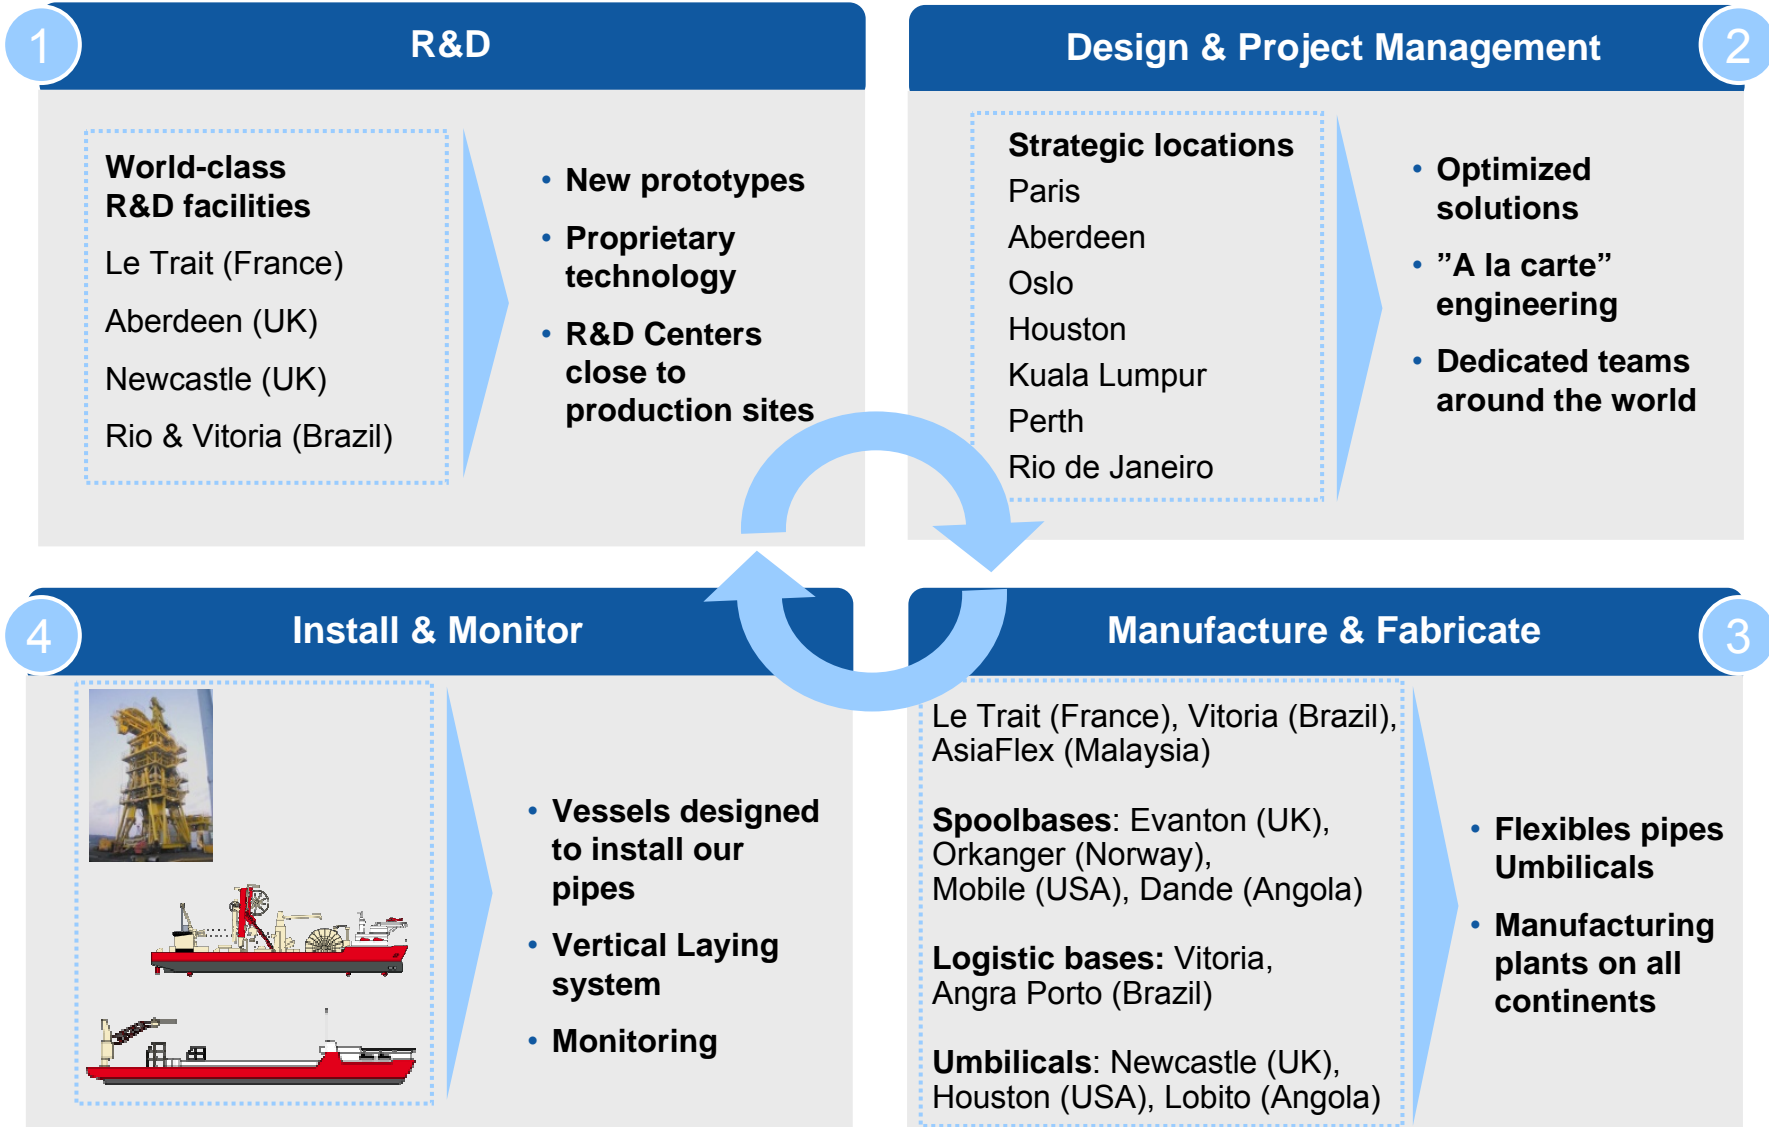 1
R&D
World-class
R&D facilities
Le Trait (France)
Aberdeen (UK)
Newcastle (UK)
Rio & Vitoria (Brazil)
• New prototypes
• Proprietary
technology
• R&D Centers
close to
production sites
Design & Project Management
2
Strategic locations
Paris
Aberdeen
Oslo
Houston
Kuala Lumpur
Perth
Rio de Janeiro
• Optimized
solutions
• ”A la carte”
engineering
• Dedicated teams
around the world
4
Install & Monitor
• Vessels designed
to install our
pipes
• Vertical Laying
system
• Monitoring
Manufacture & Fabricate
3
Le Trait (France), Vitoria (Brazil),
AsiaFlex (Malaysia)
Spoolbases: Evanton (UK),
Orkanger (Norway),
Mobile (USA), Dande (Angola)
Logistic bases: Vitoria,
Angra Porto (Brazil)
Umbilicals: Newcastle (UK),
Houston (USA), Lobito (Angola)
• Flexibles pipes
Umbilicals
• Manufacturing
plants on all
continents